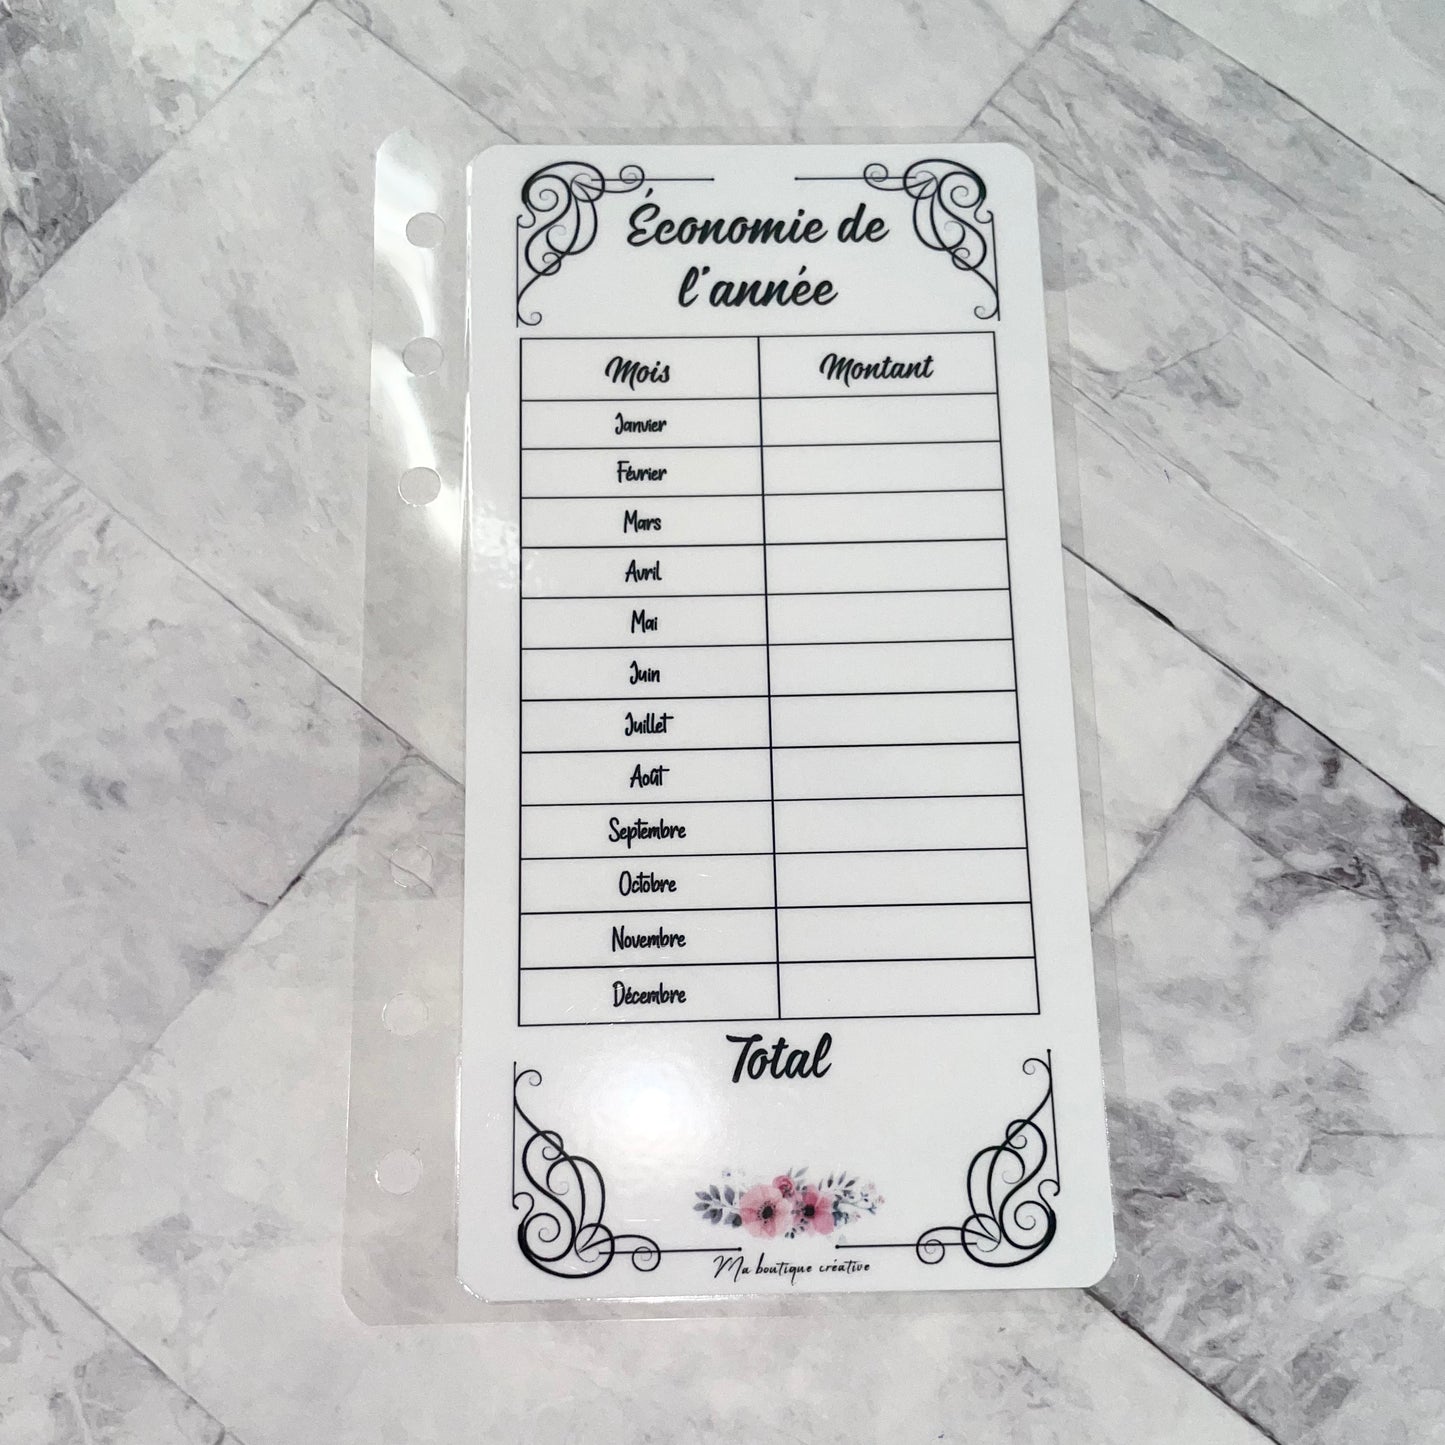 Économie de
l'année
Mois Montant
Janvier
Février
Mars
Avril
Mai
Juin
Juillet
Août
Septembre
Octobre
Novembre
Décembre
Total
Ma boutique créative